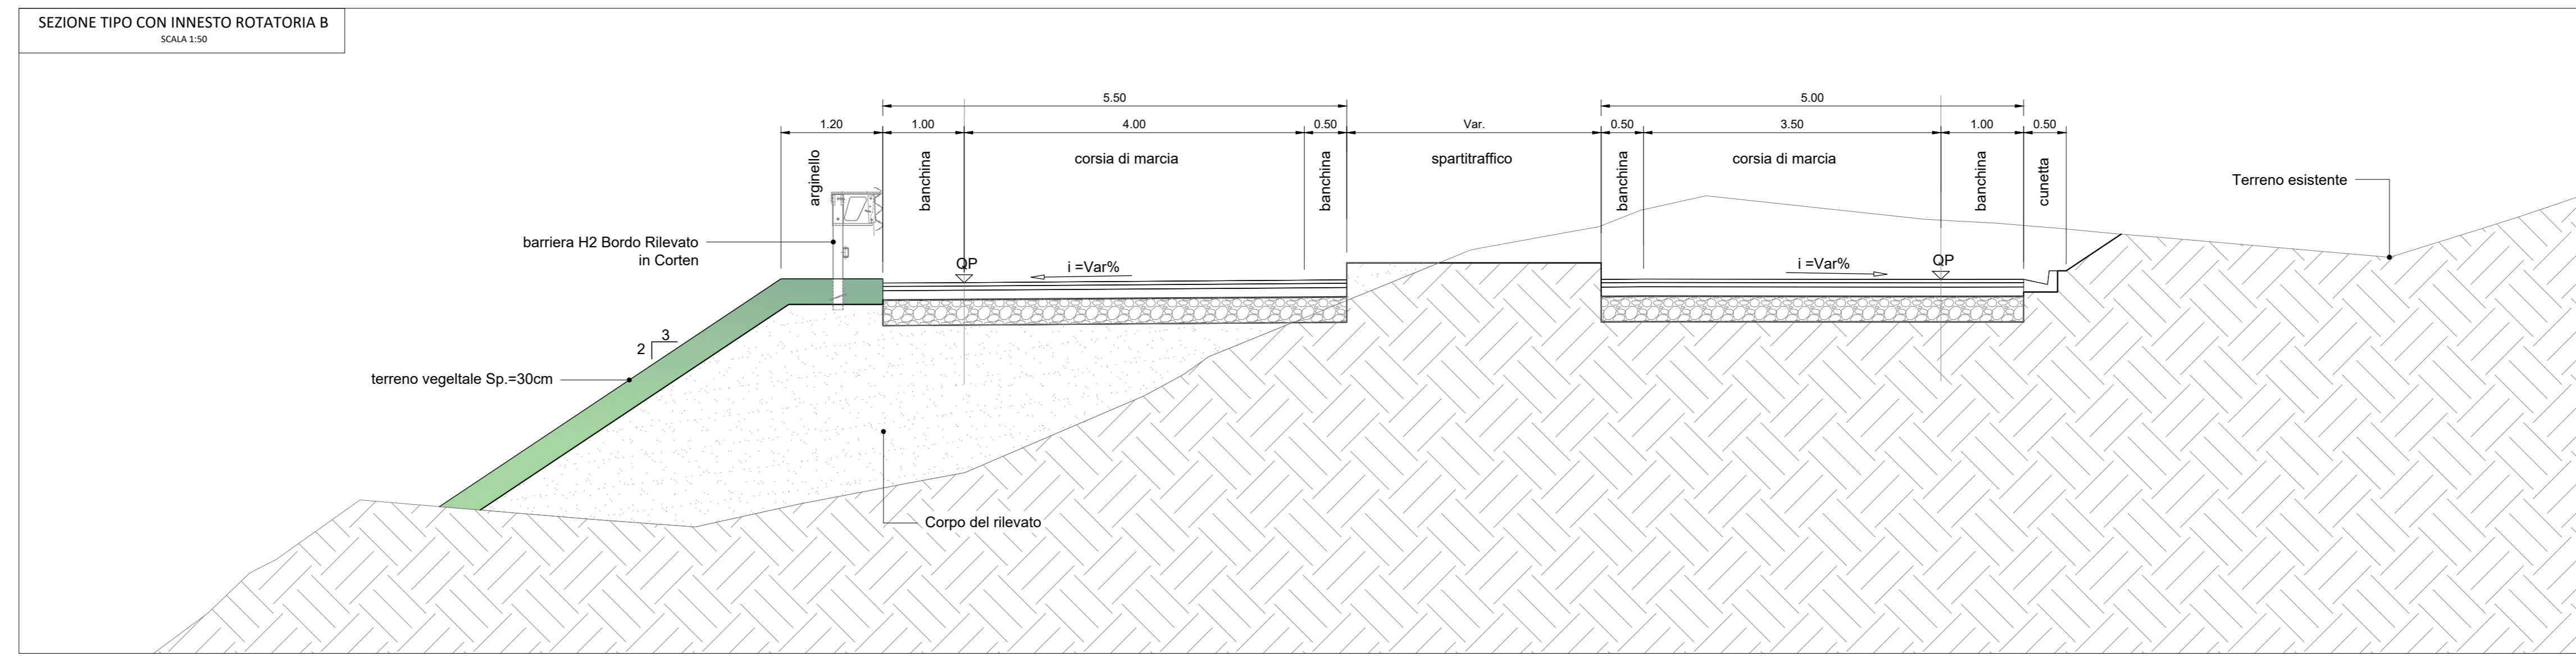 SEZIONE TIPO CON INNESTO ROTATORIA B
SCALA 1:50
5.50
5.00
1.20
1.00
4.00
0.50
Var.
0.50
3.50
1.00
0.50
arginello
banchina
corsia di marcia
banchina
spartitraffico
banchina
corsia di marcia
banchina
cunetta
Terreno esistente
barriera H2 Bordo Rilevato
in Corten
QP
i =Var%
i =Var%
QP
3
2
terreno vegeltale Sp.=30cm
Corpo del rilevato